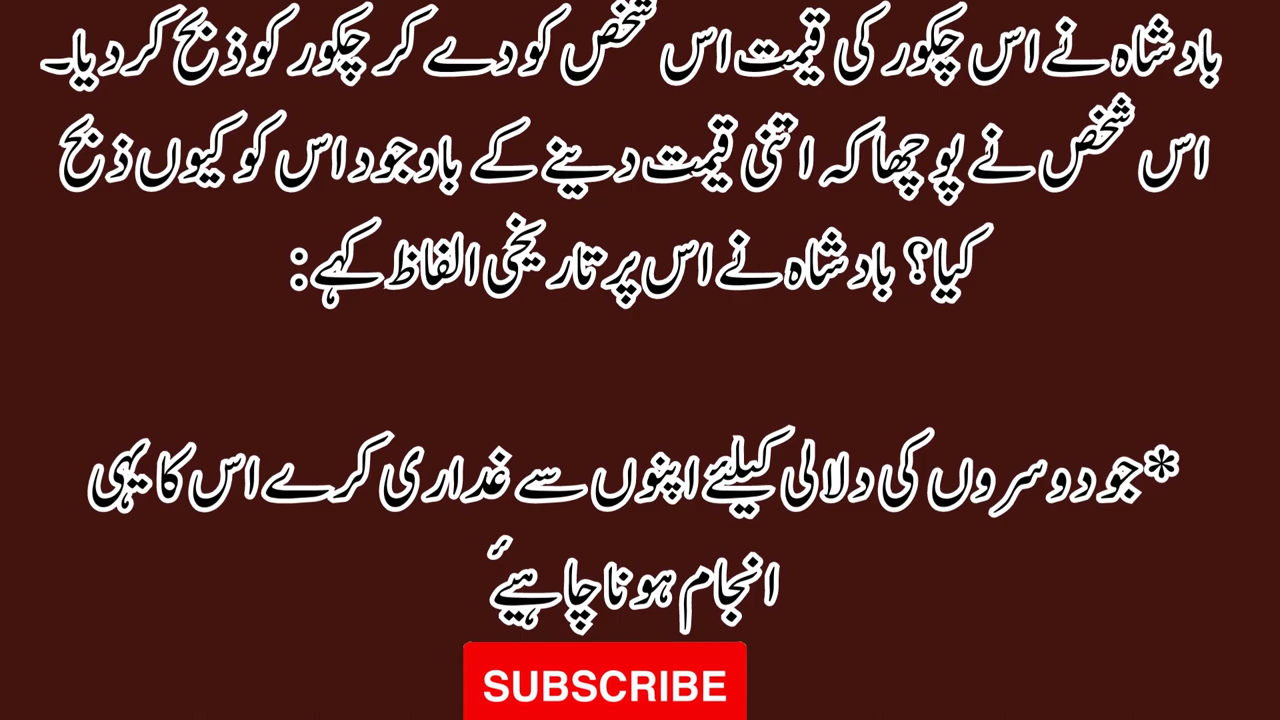 بادشاہ نے اس چکور کی قیمت اس شخص کو دے کر چکور کو ذبح کر دیا۔
اس شخص نے پوچھا کہ اتنی قیمت دینے کے باوجود اس کو کیوں ذبح
کیا؟ بادشاہ نے اس پر تاریخی الفاظ کہے:
*جو دوسروں کی دلالی کیلئے اپنوں سے غداری کرے اس کا یہی
انجام ہونا چاہیۓ
SUBSCRIBE